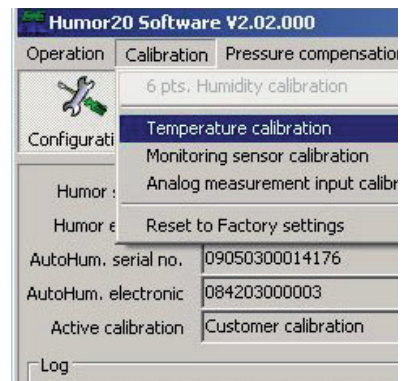 Humor20 Software V2.02.000
Operation Calibration Pressure
6 pts. Humidity calibration
Temperature calibration
Configurati
Monitoring sensor calibration
Analog measurement input calibr
Humor
Reset to Factory settings
Humor e
AutoHum. serial no. 09050300014176
AutoHum. electronic 084203000003
Active calibration Customer calibration
Log